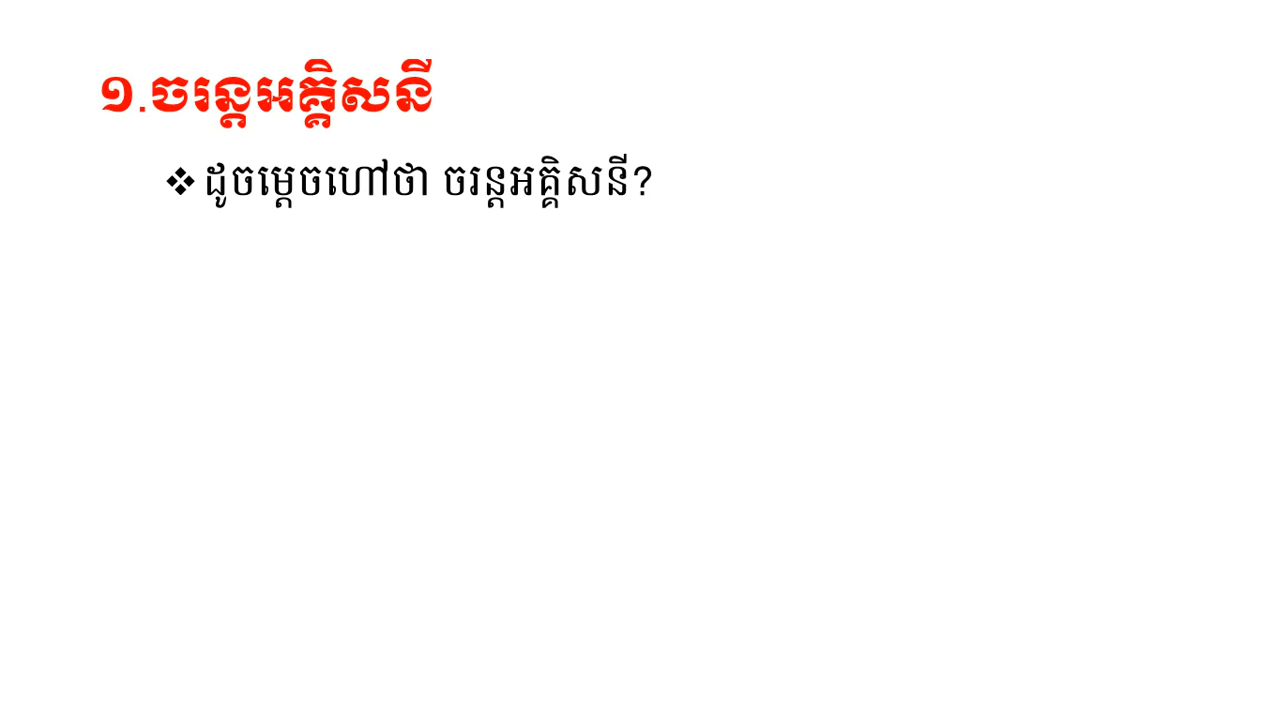 ១.ចរន្តអគ្គិសនី
❖ ដូចម្តេចហៅថា ចរន្តអគ្គិសនី?